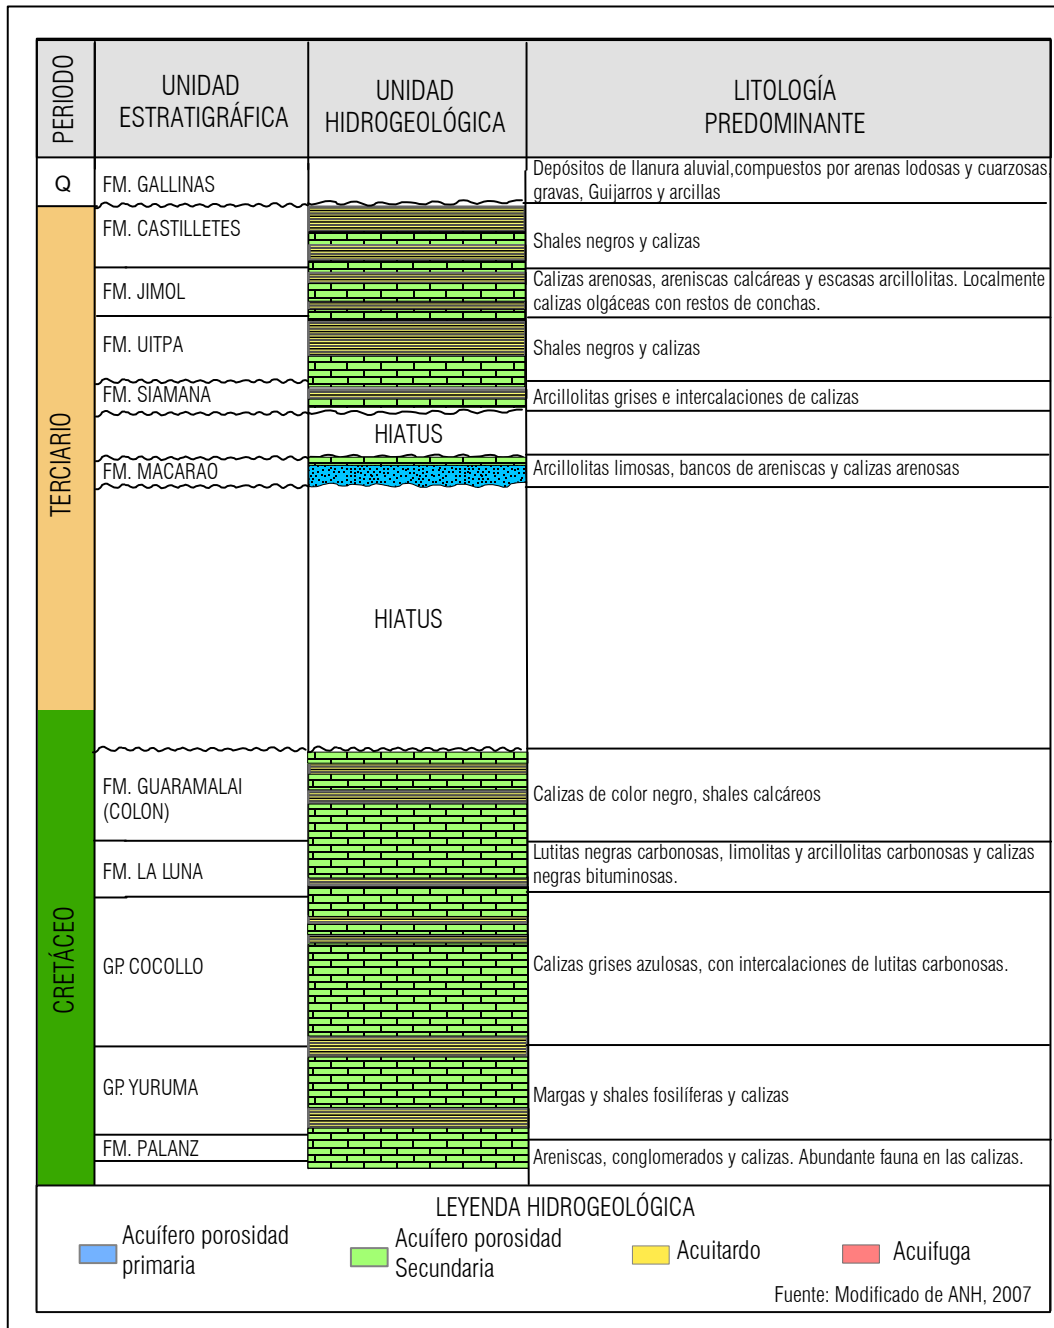 PERIODO
UNIDAD
ESTRATIGRÁFICA
UNIDAD
HIDROGEOLÓGICA
LITOLOGÍA
PREDOMINANTE
Q
FM. GALLINAS
Depósitos de llanura aluvial,compuestos por arenas lodosas y cuarzosas,
gravas, Guijarros y arcillas
TERCIARIO
FM. CASTILLETES
Shales negros y calizas
FM. JIMOL
Calizas arenosas, areniscas calcáreas y escasas arcillolitas. Localmente
calizas olgáceas con restos de conchas.
FM. UITPA
Shales negros y calizas
FM. SIAMANA
Arcillolitas grises e intercalaciones de calizas
HIATUS
FM. MACARAO
Arcillolitas limosas, bancos de areniscas y calizas arenosas
HIATUS
CRETÁCEO
FM. GUARAMALAI
(COLON)
Calizas de color negro, shales calcáreos
FM. LA LUNA
Lutitas negras carbonosas, limolitas y arcillolitas carbonosas y calizas
negras bituminosas.
GP. COCOLLO
Calizas grises azulosas, con intercalaciones de lutitas carbonosas.
GP. YURUMA
Margas y shales fosilíferas y calizas
FM. PALANZ
Areniscas, conglomerados y calizas. Abundante fauna en las calizas.
LEYENDA HIDROGEOLÓGICA
Acuífero porosidad
primaria
Acuífero porosidad
Secundaria
Acuitardo
Acuifuga
Fuente: Modificado de ANH, 2007